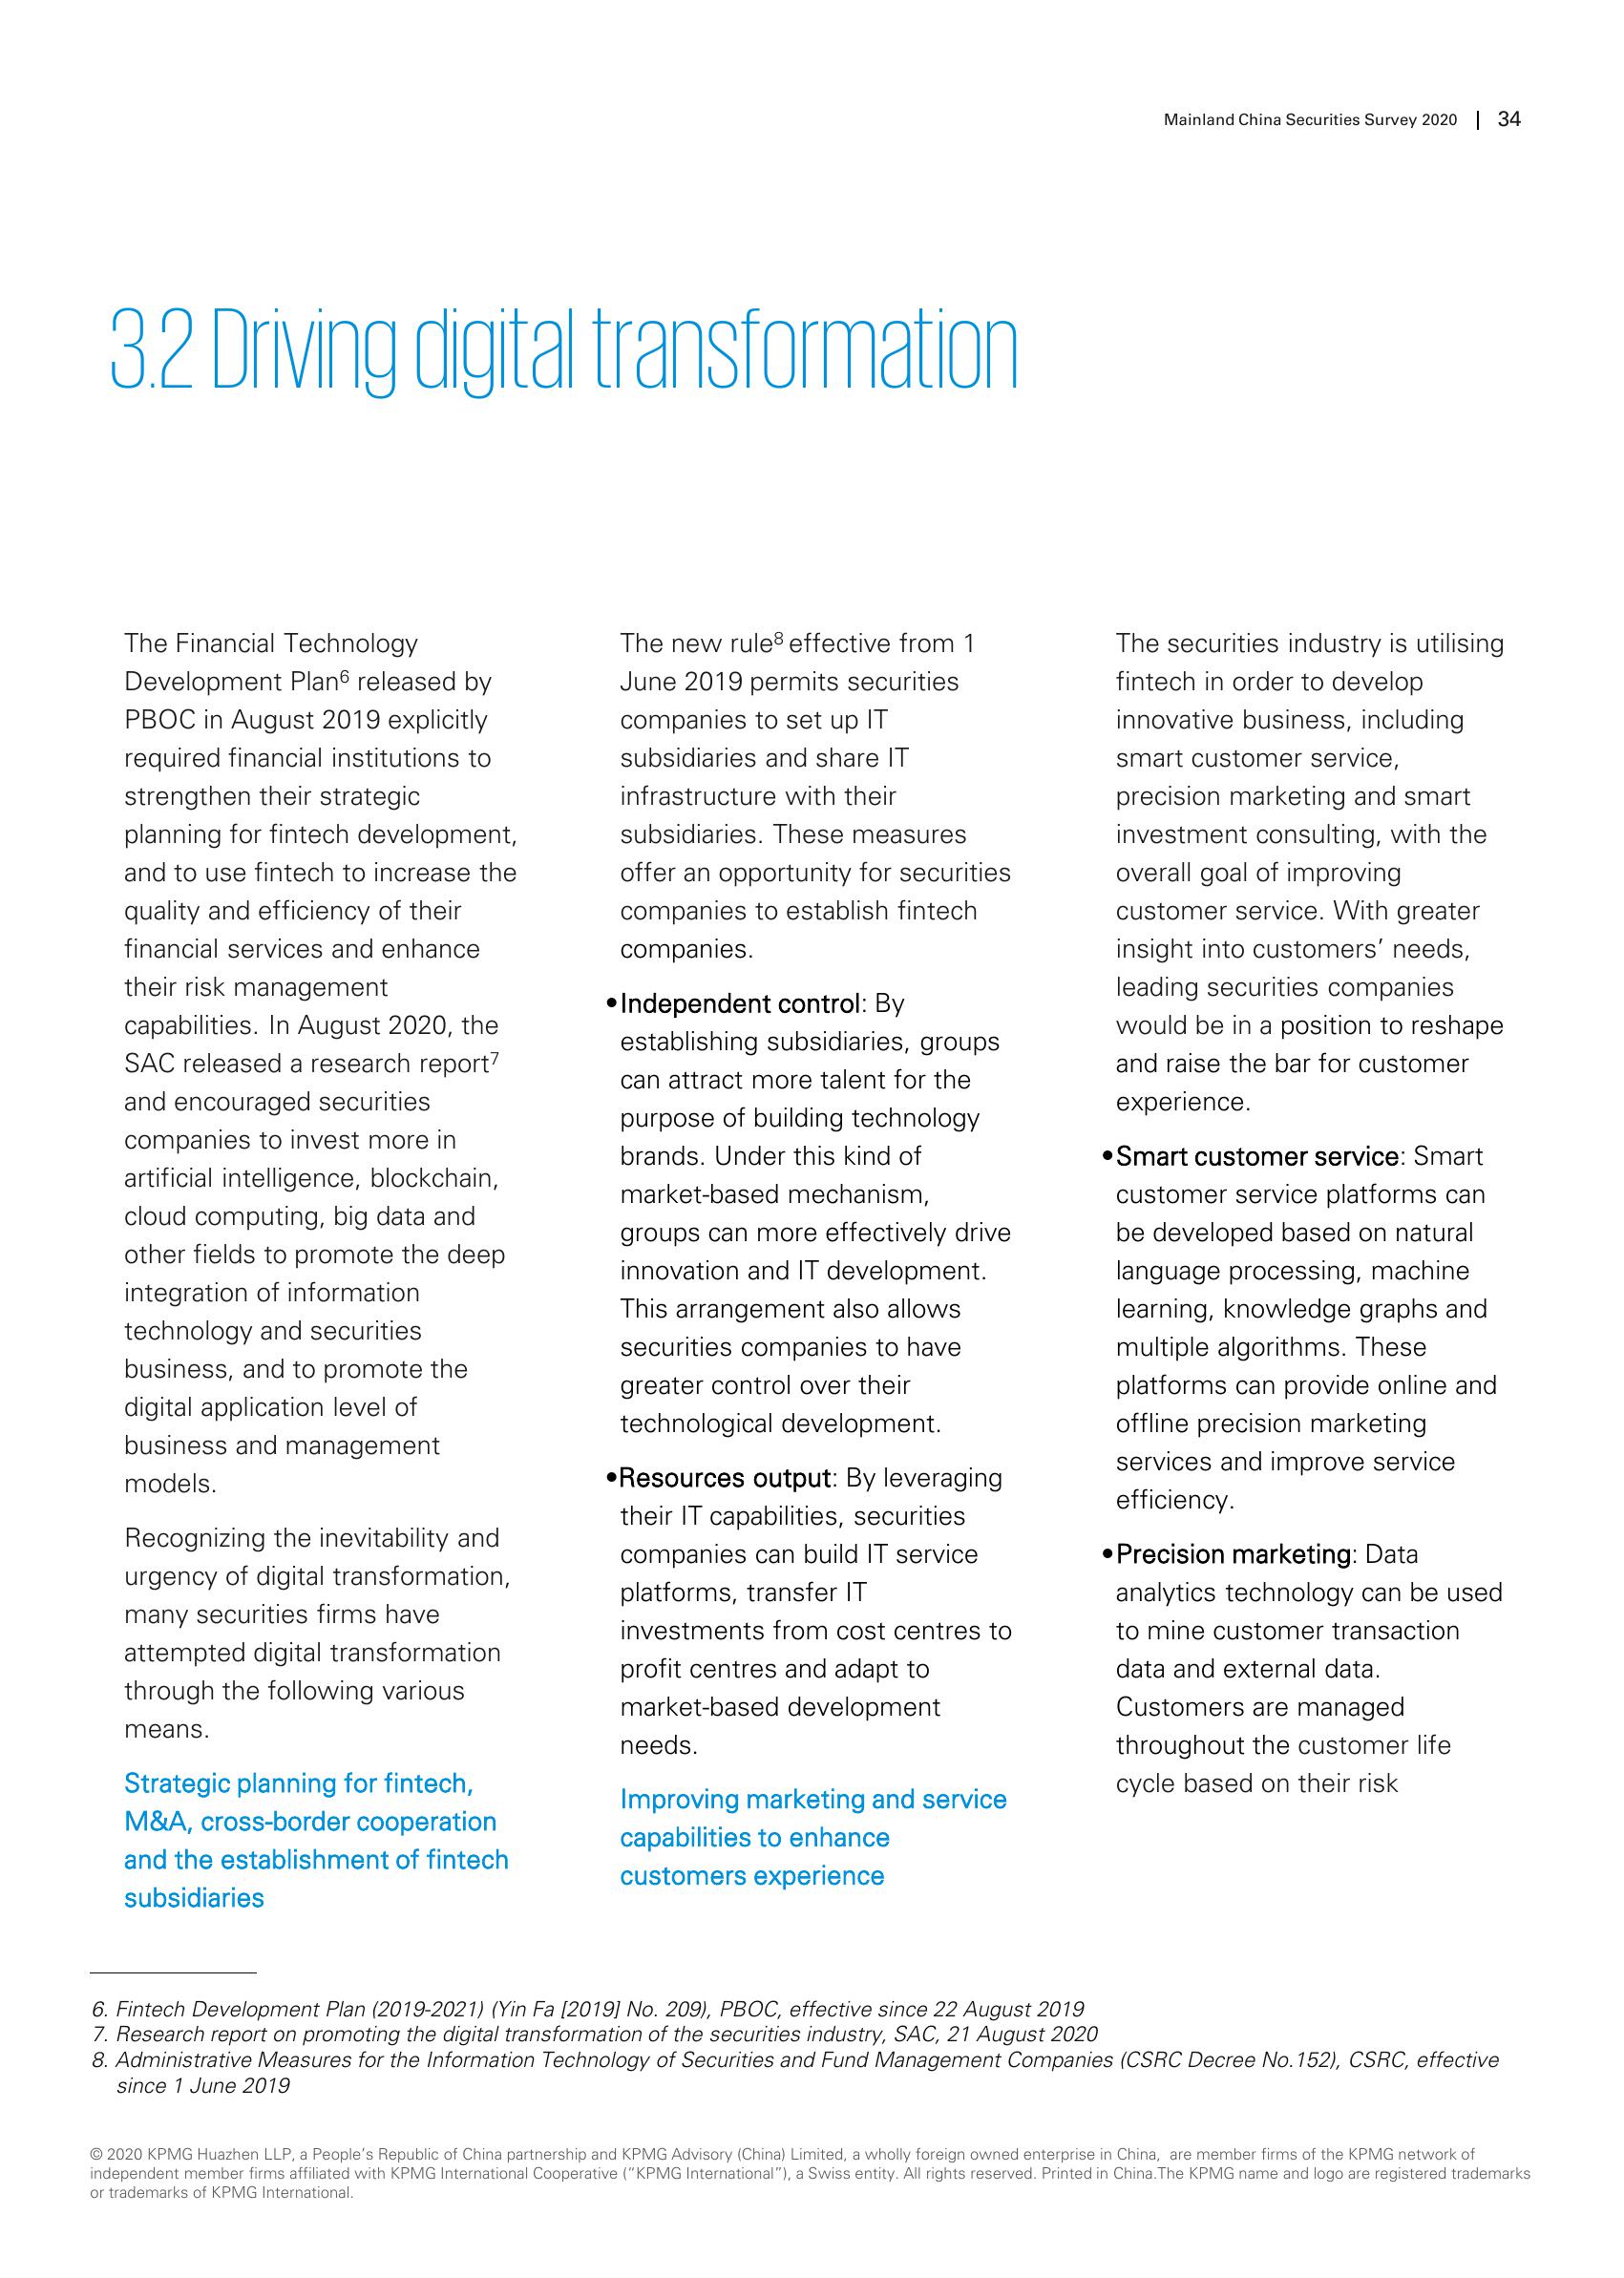 Mainland China Securities Survey 2020 | 34
3.2 Driving digital transformation
The Financial Technology
Development Plan6 released by
PBOC in August 2019 explicitly
required financial institutions to
strengthen their strategic
planning for fintech development,
and to use fintech to increase the
quality and efficiency of their
financial services and enhance
their risk management
capabilities. In August 2020, the
SAC released a research report7
and encouraged securities
companies to invest more in
artificial intelligence, blockchain,
cloud computing, big data and
other fields to promote the deep
integration of information
technology and securities
business, and to promote the
digital application level of
business and management
models.
Recognizing the inevitability and
urgency of digital transformation,
many securities firms have
attempted digital transformation
through the following various
means.
Strategic planning for fintech,
M&A, cross-border cooperation
and the establishment of fintech
subsidiaries
The new rule8 effective from 1
June 2019 permits securities
companies to set up IT
subsidiaries and share IT
infrastructure with their
subsidiaries. These measures
offer an opportunity for securities
companies to establish fintech
companies.
•Independent control: By
establishing subsidiaries, groups
can attract more talent for the
purpose of building technology
brands. Under this kind of
market-based mechanism,
groups can more effectively drive
innovation and IT development.
This arrangement also allows
securities companies to have
greater control over their
technological development.
•Resources output: By leveraging
their IT capabilities, securities
companies can build IT service
platforms, transfer IT
investments from cost centres to
profit centres and adapt to
market-based development
needs.
Improving marketing and service
capabilities to enhance
customers experience
The securities industry is utilising
fintech in order to develop
innovative business, including
smart customer service,
precision marketing and smart
investment consulting, with the
overall goal of improving
customer service. With greater
insight into customers’ needs,
leading securities companies
would be in a position to reshape
and raise the bar for customer
experience.
•Smart customer service: Smart
customer service platforms can
be developed based on natural
language processing, machine
learning, knowledge graphs and
multiple algorithms. These
platforms can provide online and
offline precision marketing
services and improve service
efficiency.
•Precision marketing: Data
analytics technology can be used
to mine customer transaction
data and external data.
Customers are managed
throughout the customer life
cycle based on their risk
6. Fintech Development Plan (2019-2021) (Yin Fa [2019] No. 209), PBOC, effective since 22 August 2019
7. Research report on promoting the digital transformation of the securities industry, SAC, 21 August 2020
8. Administrative Measures for the Information Technology of Securities and Fund Management Companies (CSRC Decree No.152), CSRC, effective
since 1 June 2019
© 2020 KPMG Huazhen LLP, a People’s Republic of China partnership and KPMG Advisory (China) Limited, a wholly foreign owned enterprise in China, are member firms of the KPMG network of
independent member firms affiliated with KPMG International Cooperative (“KPMG International”), a Swiss entity. All rights reserved. Printed in China.The KPMG name and logo are registered trademarks
or trademarks of KPMG International.